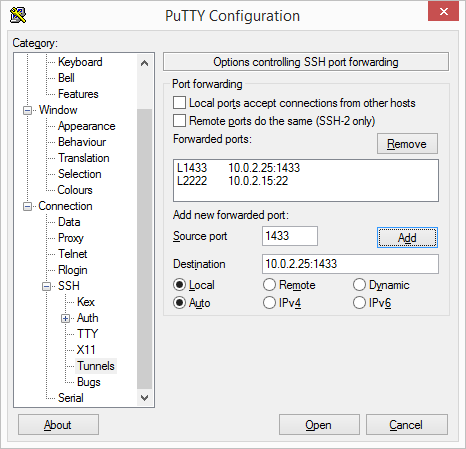 PuTTY Configuration
Category:
Keyboard
Bell
Features
Window
Appearance
Behaviour
Translation
Selection
Colours
Connection
Data
Proxy
Telnet
Rlogin
SSH
Kex
Auth
TTY
X11
Tunnels
Bugs
Serial
Options controlling SSH port forwarding
Port forwarding
Local ports accept connections from other hosts
Remote ports do the same (SSH-2 only)
Forwarded ports:
Remove
L1433 10.0.2.25:1433
L2222 10.0.2.15:22
Add new forwarded port:
Source port 1433 Add
Destination 10.0.2.25:1433
Local Remote Dynamic
Auto IPv4 IPv6
About Open Cancel